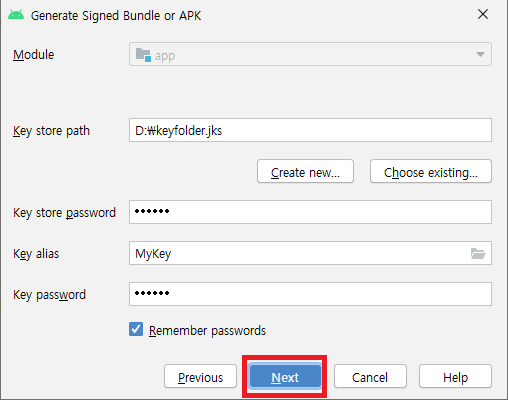 Generate Signed Bundle or APK
Module
app
Key store path
D:₩keyfolder.jks
Create new...
Choose existing...
Key store password
••••••
Key alias
MyKey
Key password
••••••
Remember passwords
Previous
Next
Cancel
Help